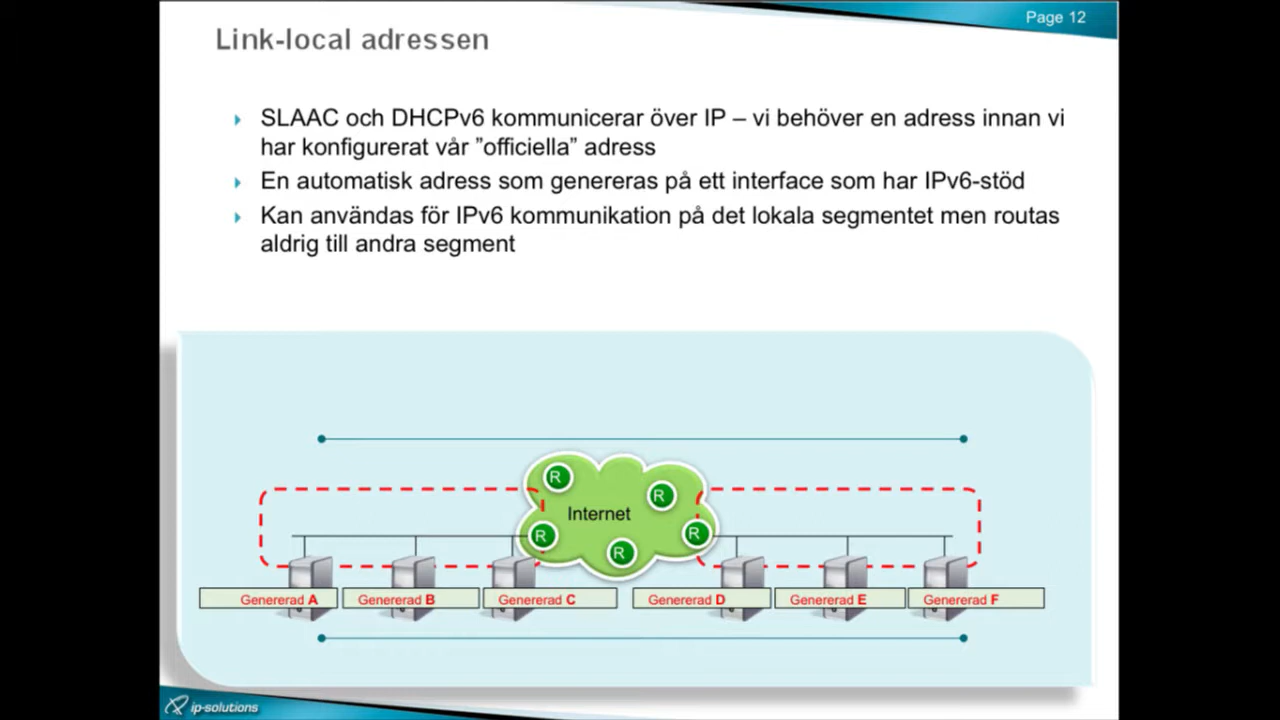 Page 12
Link-local adressen
SLAAC och DHCPv6 kommunicerar över IP – vi behöver en adress innan vi
har konfigurerat vår ”officiella” adress
En automatisk adress som genereras på ett interface som har IPv6-stöd
Kan användas för IPv6 kommunikation på det lokala segmentet men routas
aldrig till andra segment
R
R
Internet
R
R
R
Genererad A
Genererad B
Genererad C
Genererad D
Genererad E
Genererad F
ip-solutions